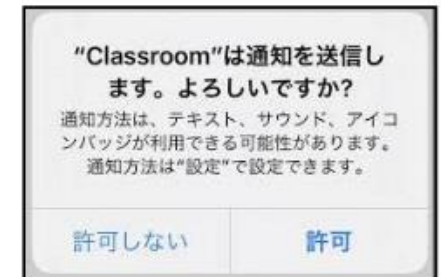 “Classroom”は通知を送信し
ます。よろしいですか?
通知方法は、テキスト、サウンド、アイコ
ンバッジが利用できる可能性があります。
通知方法は“設定”で設定できます。
許可しない
許可